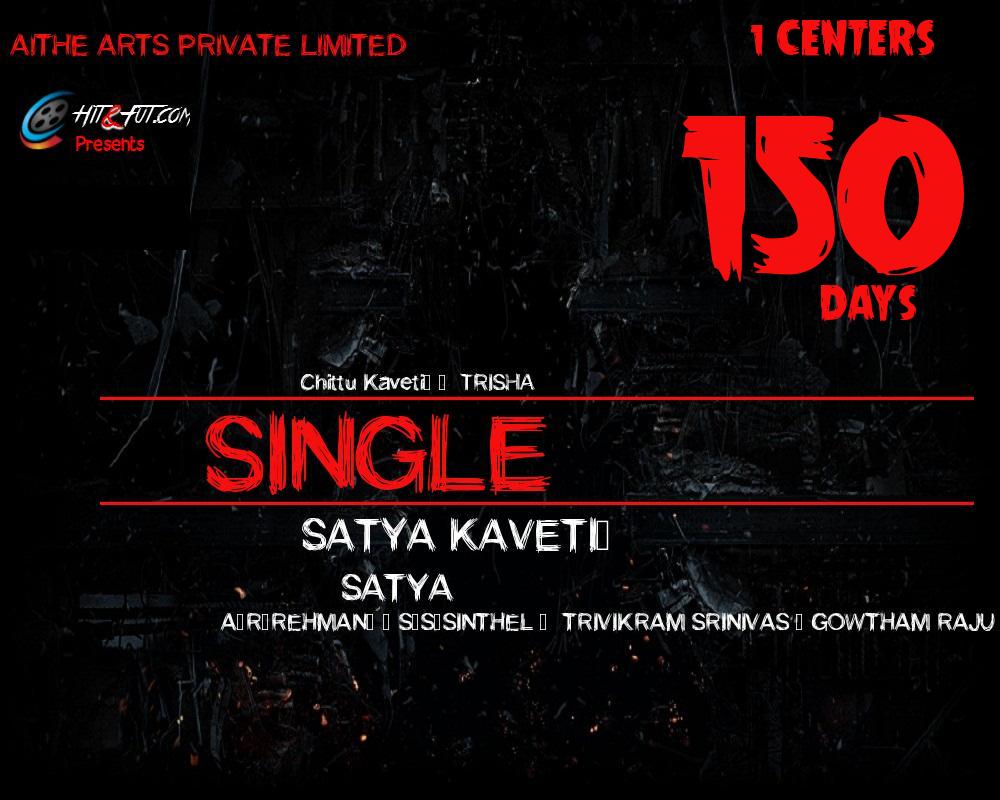 AITHE ARTS PRIVATE LIMITED
1 CENTERS
HIT&FUT.COM
Presents
150
DAYS
Chittu Kaveti▯ ▯ TRISHA
SINGLE
SATYA KAVETI▯
SATYA
A▯R▯REHMAN▯ ▯ S▯S▯SINTHEL ▯ TRIVIKRAM SRINIVAS ▯ GOWTHAM RAJU